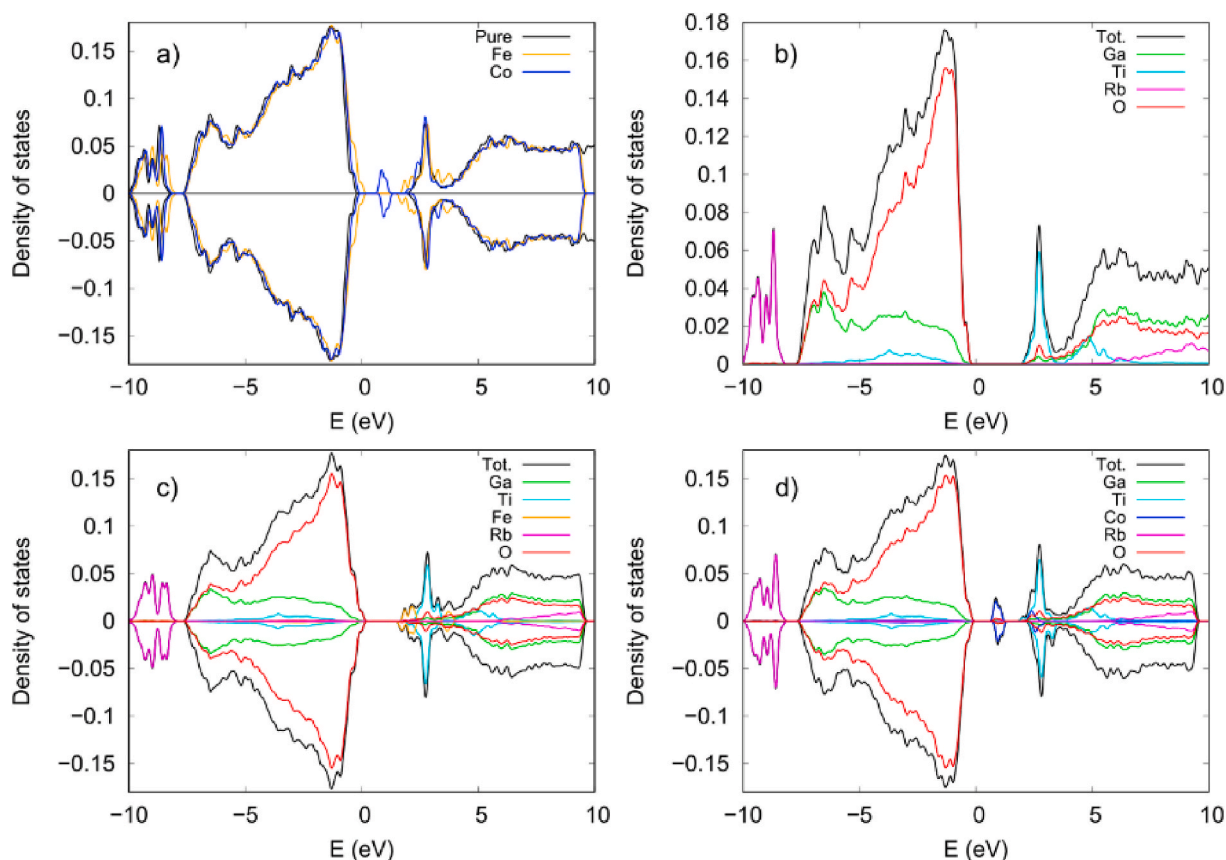 a)
Pure
Fe
Co
0.15
0.1
0.05
0
−0.05
−0.1
−0.15
Density of states
−10
−5
0
5
10
E (eV)
b)
Tot.
Ga
Ti
Rb
O
0.18
0.16
0.14
0.12
0.1
0.08
0.06
0.04
0.02
0
Density of states
−10
−5
0
5
10
E (eV)
c)
Tot.
Ga
Ti
Fe
Rb
O
0.15
0.1
0.05
0
−0.05
−0.1
−0.15
Density of states
−10
−5
0
5
10
E (eV)
d)
Tot.
Ga
Ti
Co
Rb
O
0.15
0.1
0.05
0
−0.05
−0.1
−0.15
Density of states
−10
−5
0
5
10
E (eV)